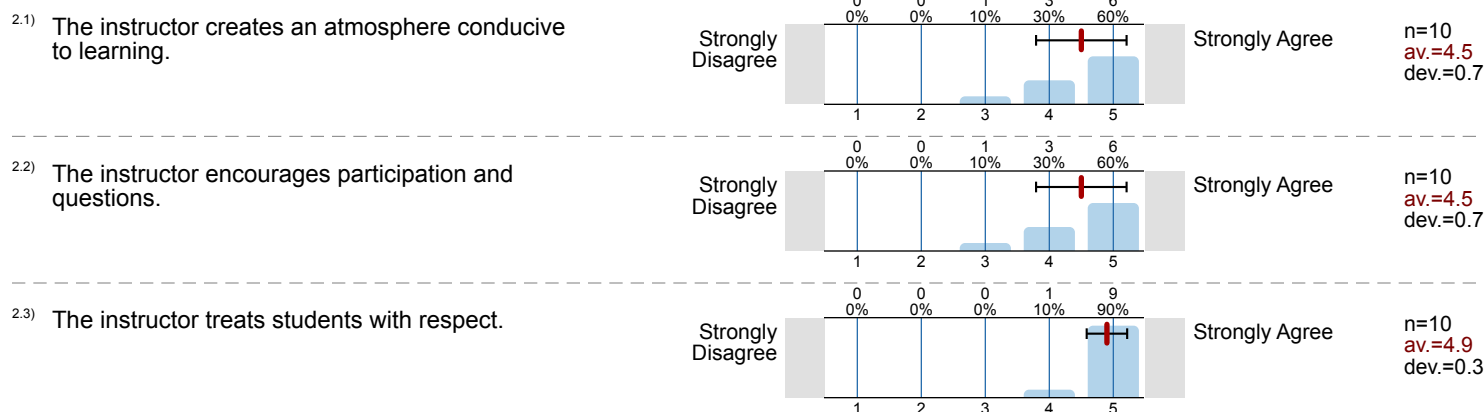 0 0 1 3 6
0% 0% 10% 30% 60%
2.1) The instructor creates an atmosphere conducive
to learning.
Strongly
Disagree
Strongly Agree
n=10
av.=4.5
dev.=0.7
1 2 3 4 5
0 0 1 3 6
0% 0% 10% 30% 60%
2.2) The instructor encourages participation and
questions.
Strongly
Disagree
Strongly Agree
n=10
av.=4.5
dev.=0.7
1 2 3 4 5
0 0 0 1 9
0% 0% 0% 10% 90%
2.3) The instructor treats students with respect.
Strongly
Disagree
Strongly Agree
n=10
av.=4.9
dev.=0.3
1 2 3 4 5